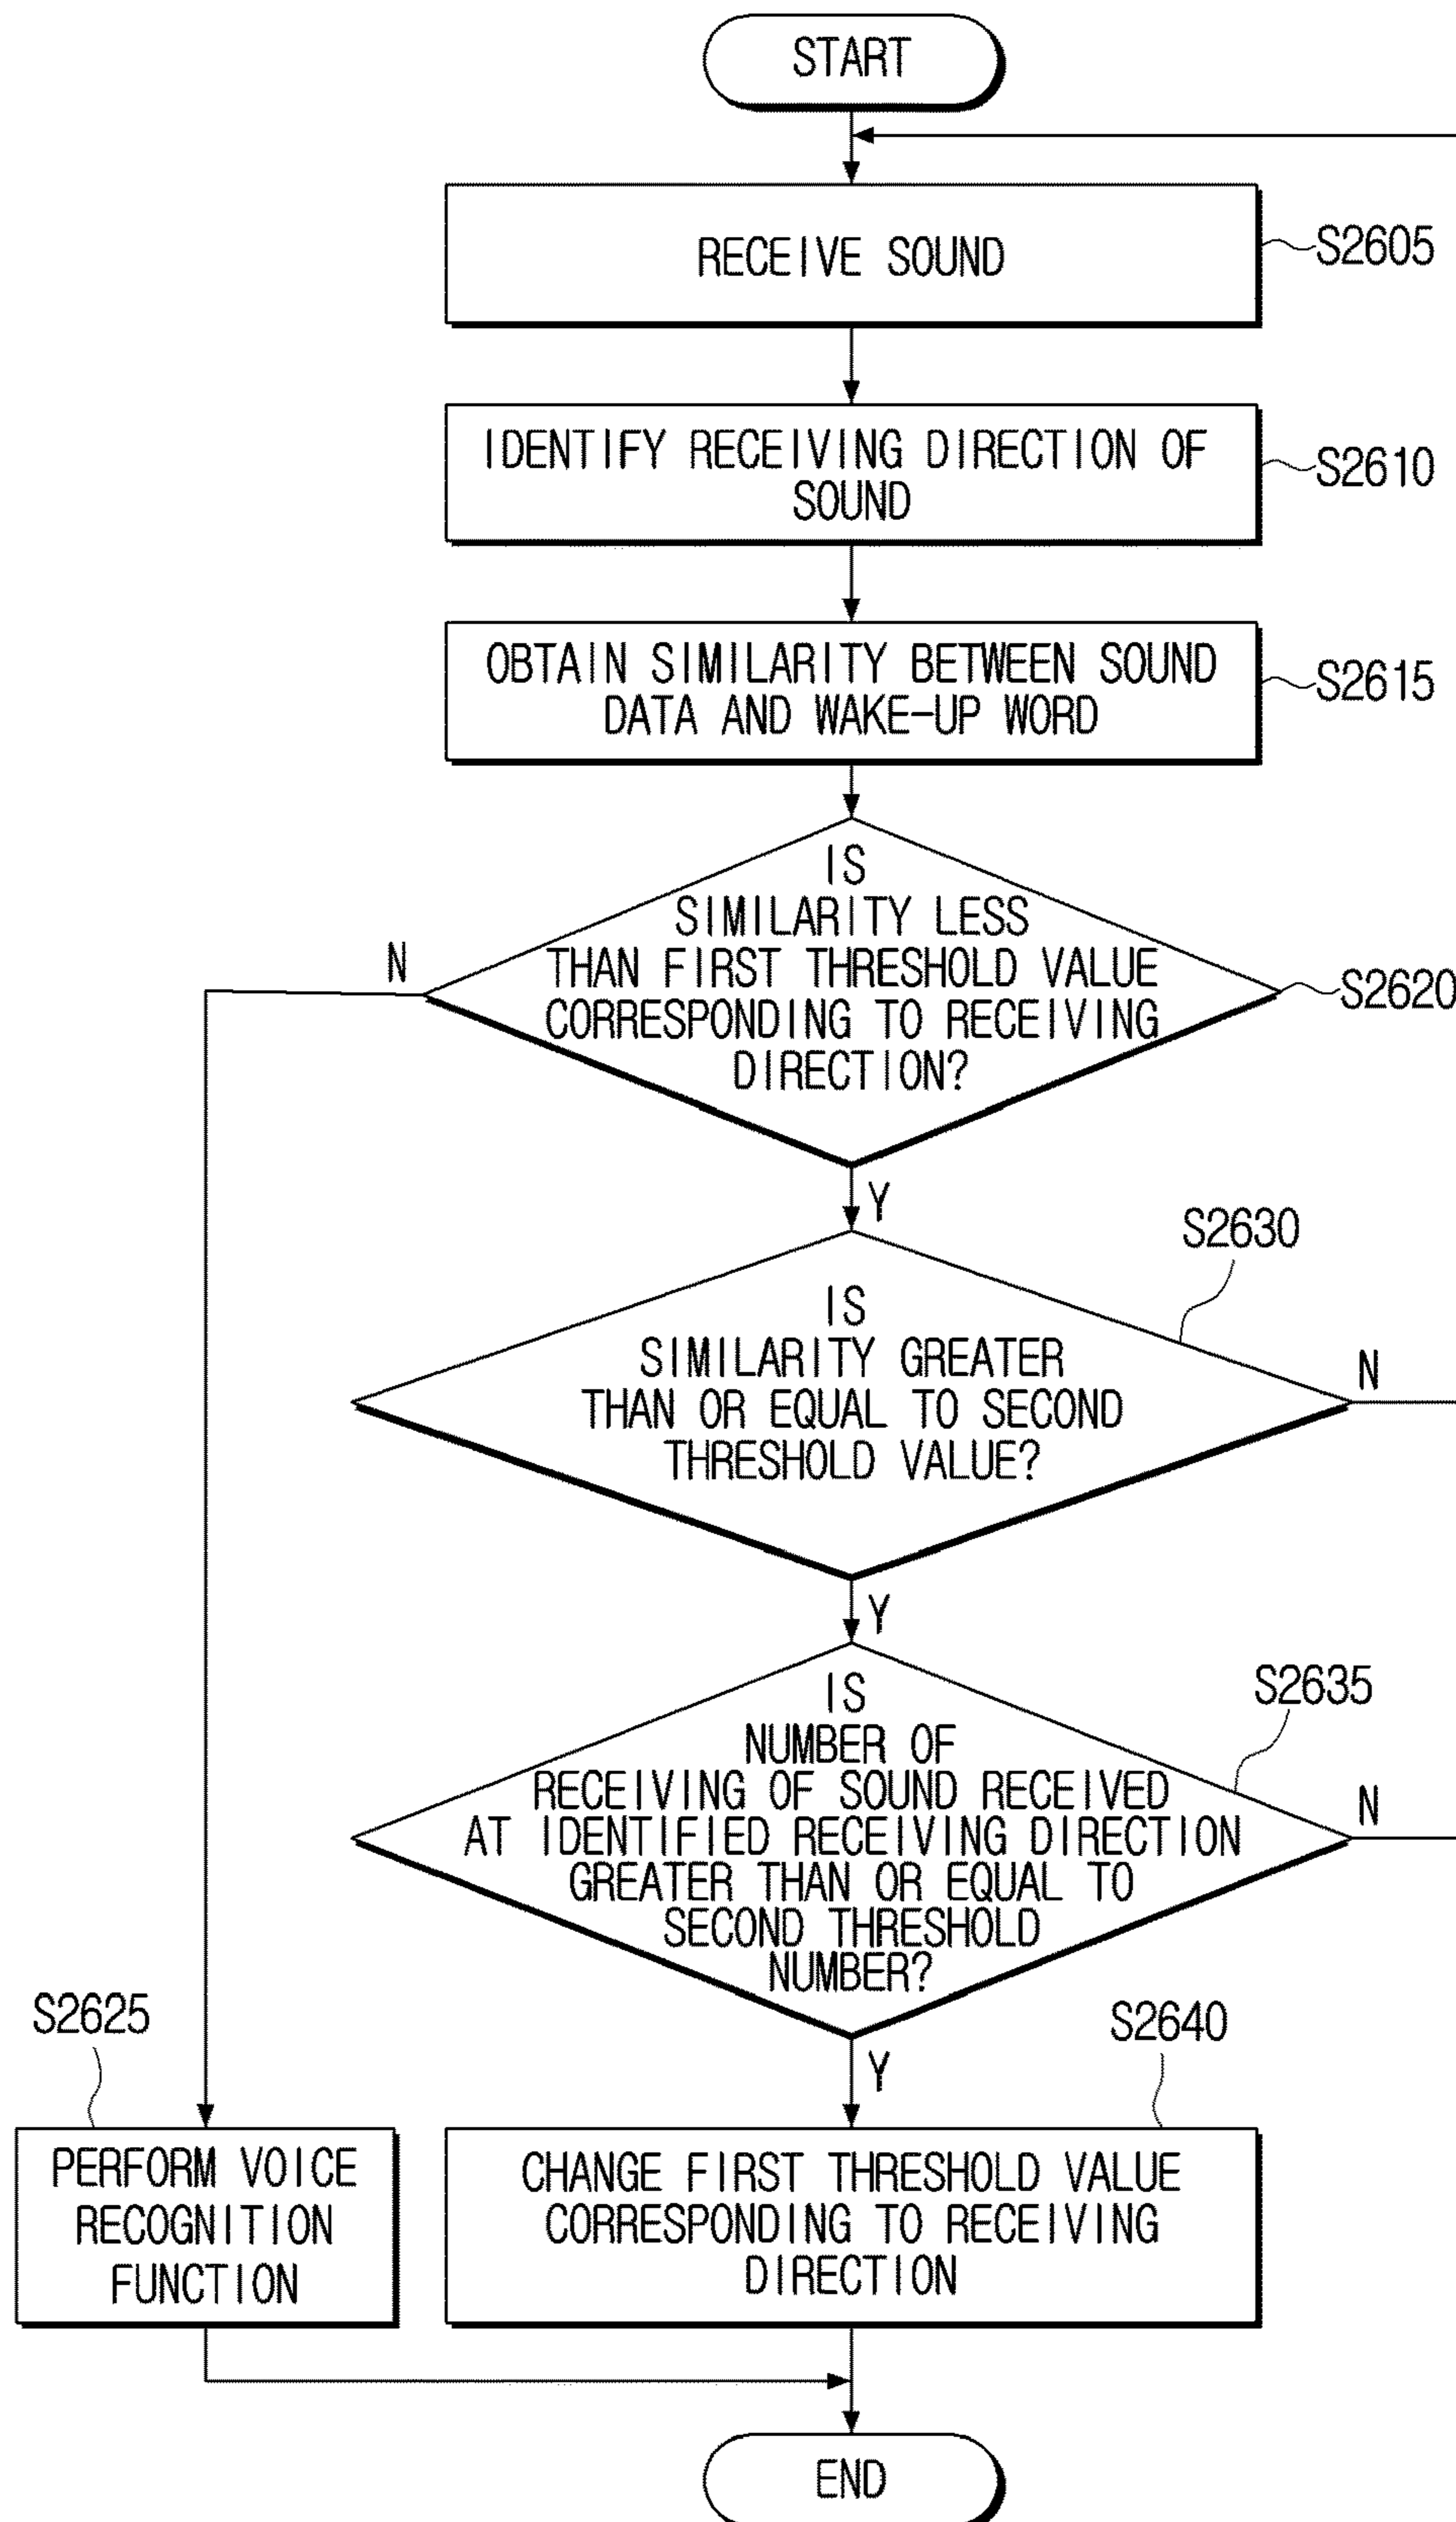 START
RECEIVE SOUND
S2605
IDENTIFY RECEIVING DIRECTION OF
SOUND
S2610
OBTAIN SIMILARITY BETWEEN SOUND
DATA AND WAKE-UP WORD
S2615
IS
SIMILARITY LESS
THAN FIRST THRESHOLD VALUE
CORRESPONDING TO RECEIVING
DIRECTION?
N
S2620
Y
S2630
IS
SIMILARITY GREATER
THAN OR EQUAL TO SECOND
THRESHOLD VALUE?
N
Y
S2635
IS
NUMBER OF
RECEIVING OF SOUND RECEIVED
AT IDENTIFIED RECEIVING DIRECTION
GREATER THAN OR EQUAL TO
SECOND THRESHOLD
NUMBER?
N
Y
S2625
PERFORM VOICE
RECOGNITION
FUNCTION
S2640
CHANGE FIRST THRESHOLD VALUE
CORRESPONDING TO RECEIVING
DIRECTION
END